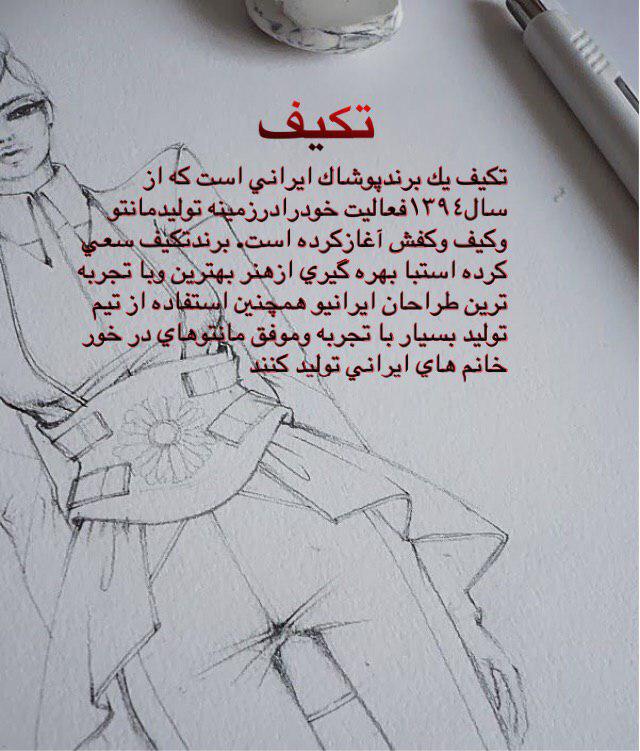 تكيف
تكيف يك برندپوشاك ايراني است كه از
سال١٣٩٤فعاليت خودرادرزمينه توليدمانتو
وكيف وكفش آغازكرده است. برندتكيف سعي
كرده استبا بهره گيري ازهنر بهترين وبا تجربه
ترين طراحان ايرانيو همچنين استفاده از تيم
توليد بسيار با تجربه وموفق مانتوهاي در خور
خانم هاي ايراني توليد كنند